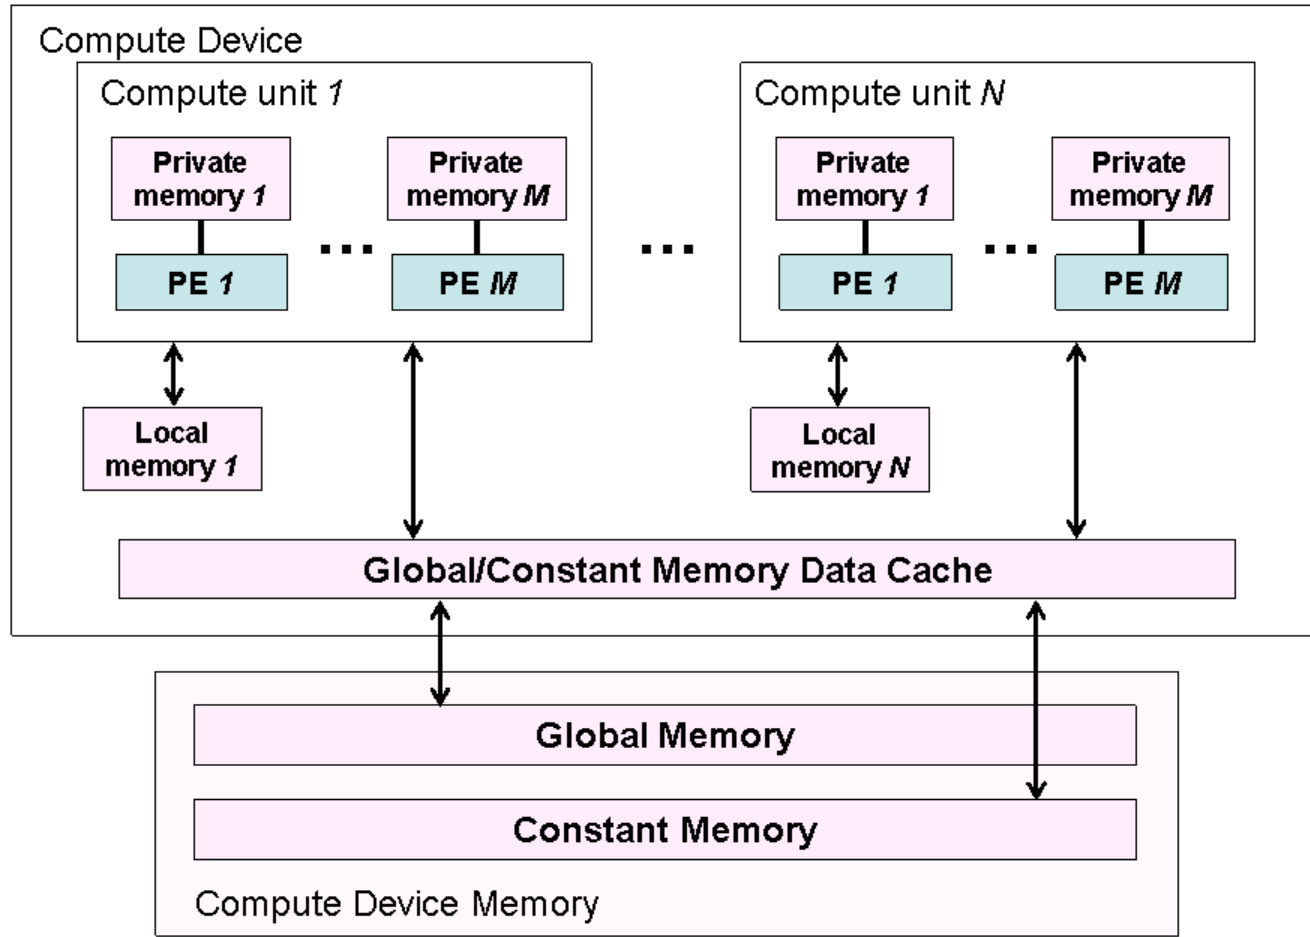 Compute Device
Compute unit 1
Private
memory 1
Private
memory M
PE 1
...
PE M
...
Compute unit N
Private
memory 1
Private
memory M
PE 1
...
PE M
Local
memory 1
Local
memory N
Global/Constant Memory Data Cache
Global Memory
Constant Memory
Compute Device Memory